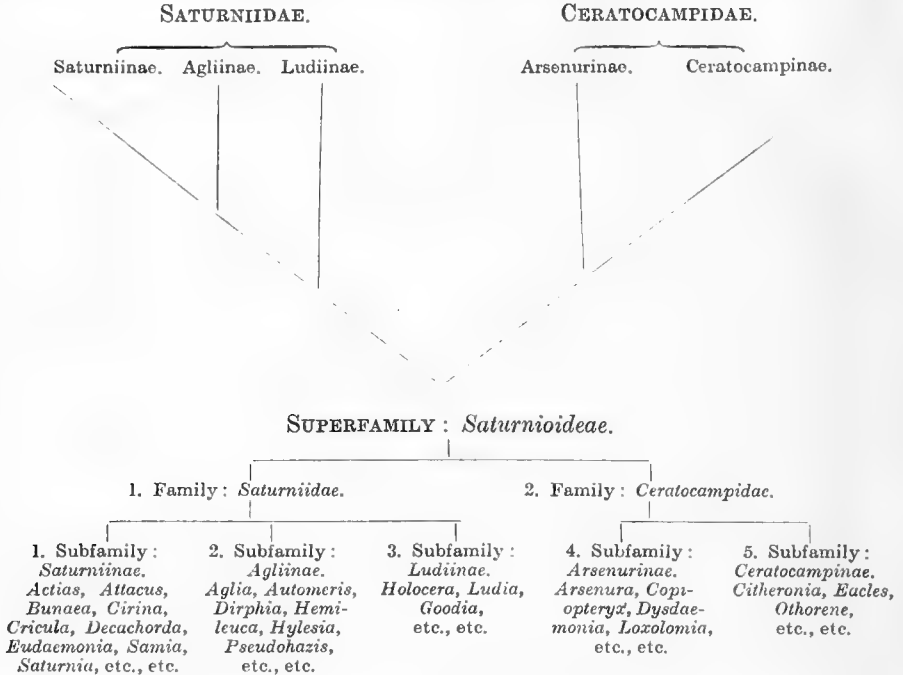 SATURNIIDAE. CERATOCAMPIDAE.
Saturniinae. Agliinae. Ludiinae. Arsenurinae. Ceratocampinae.
SUPERFAMILY : Saturnioideae.
1. Family : Saturniidae. 2. Family : Ceratocampidae.
1. Subfamily :
Saturniinae.
Actias, Attacus,
Bunaea, Cirina,
Cricula, Decachorda,
Eudaemonia, Samia,
Saturnia, etc., etc.
2. Subfamily :
Agliinae.
Aglia, Automeris,
Dirphia, Hemi-
leuca, Hylesia,
Pseudohazis,
etc., etc.
3. Subfamily :
Ludiinae.
Holocera, Ludia,
Goodia,
etc., etc.
4. Subfamily :
Arsenurinae.
Arsenura, Copi-
opteryx, Dysdae-
monia, Loxolomia,
etc., etc.
5. Subfamily :
Ceratocampinae.
Citheronia, Eacles,
Othorene,
etc., etc.